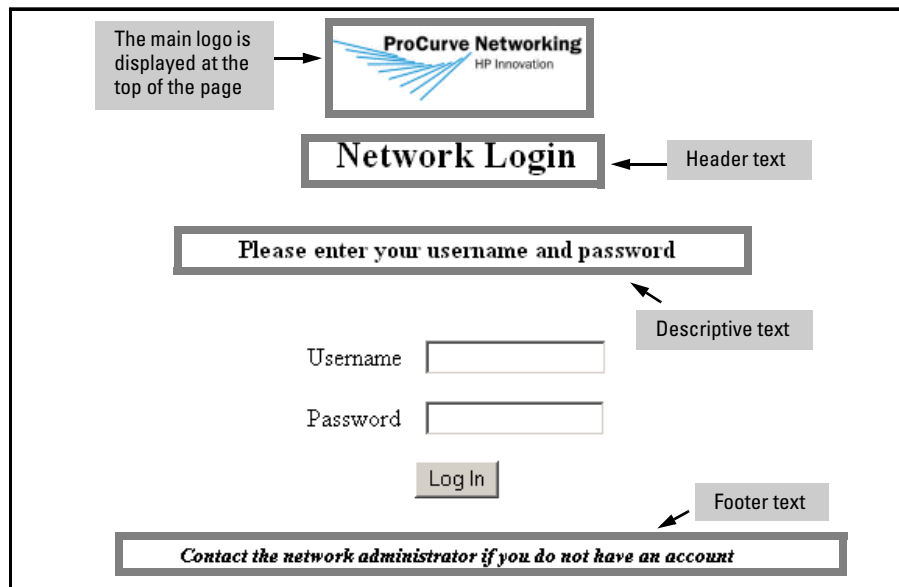 The main logo is
displayed at the
top of the page
ProCurve Networking
HP Innovation
Network Login
Header text
Please enter your username and password
Descriptive text
Username
Password
Log In
Footer text
Contact the network administrator if you do not have an account